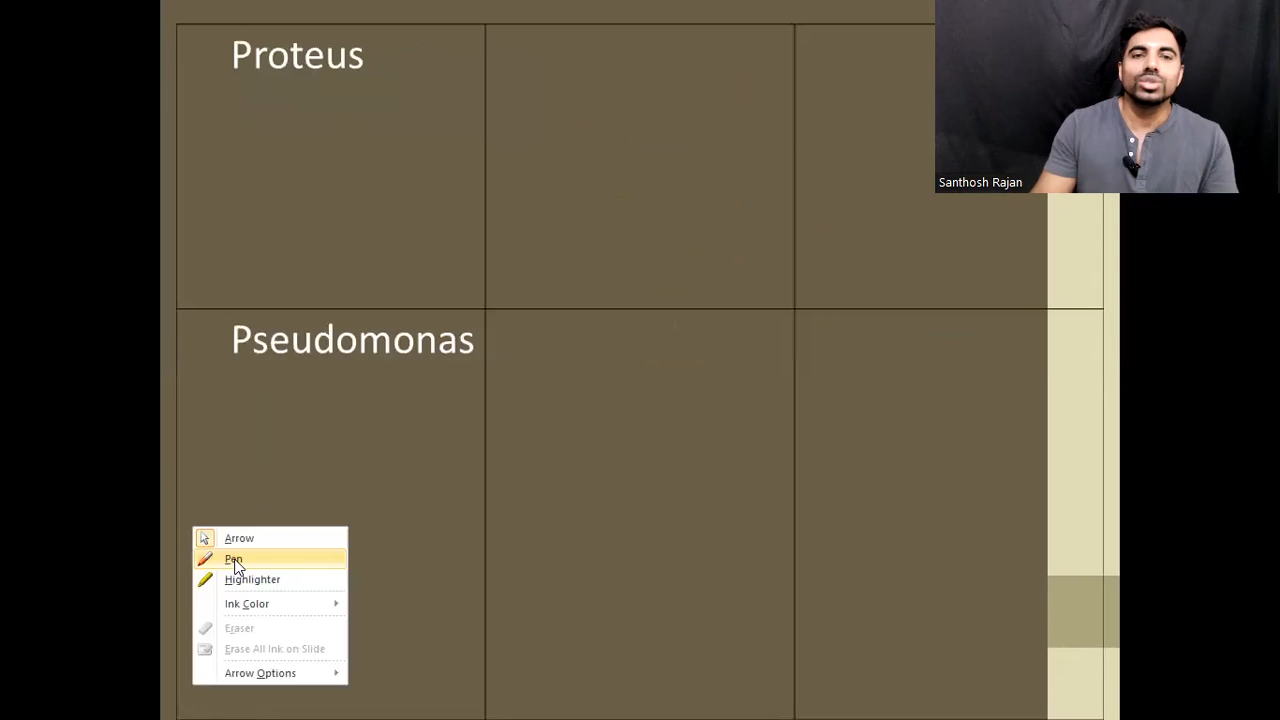 Proteus
Santhosh Rajan
Pseudomonas
Arrow
Pen
Highlighter
Ink Color
Eraser
Erase All Ink on Slide
Arrow Options